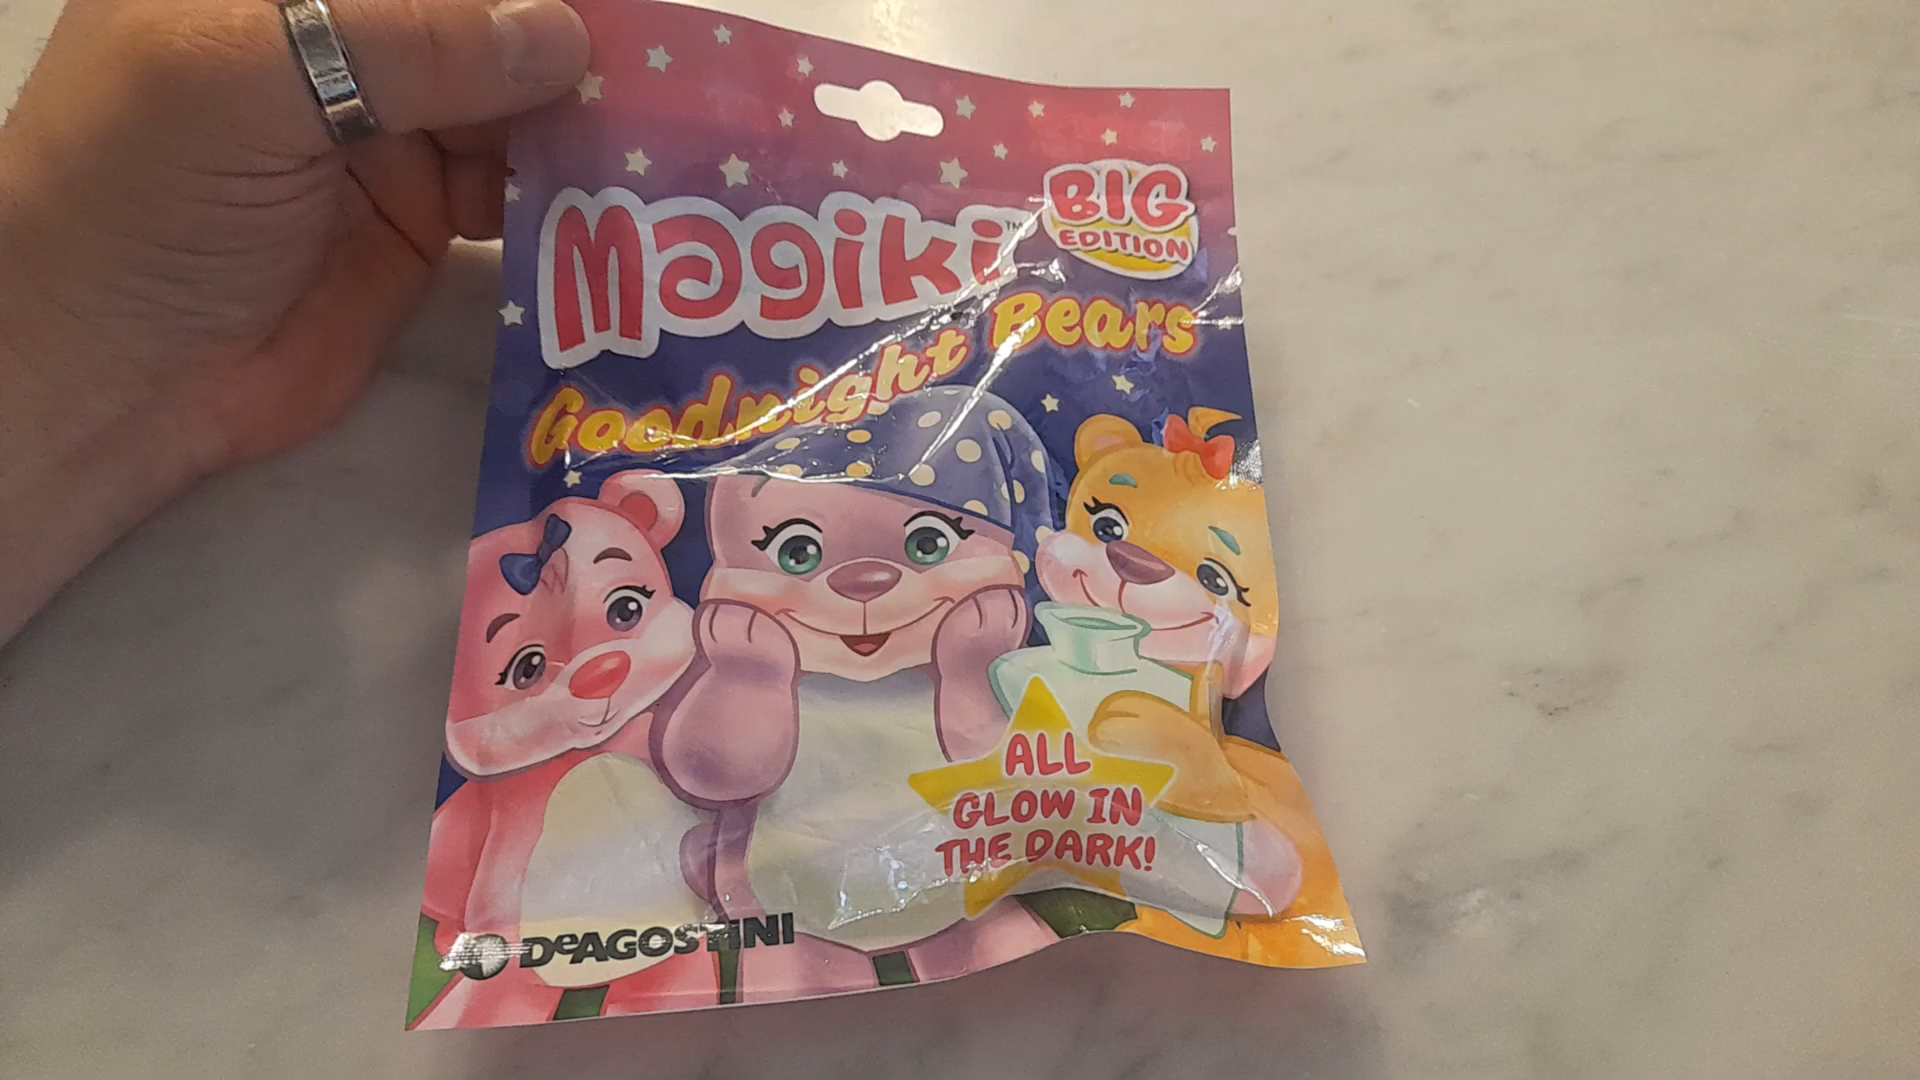 Magiki™
BIG
EDITION
Goodnight Bears
ALL
GLOW IN
THE DARK!
DeAGOSTINI